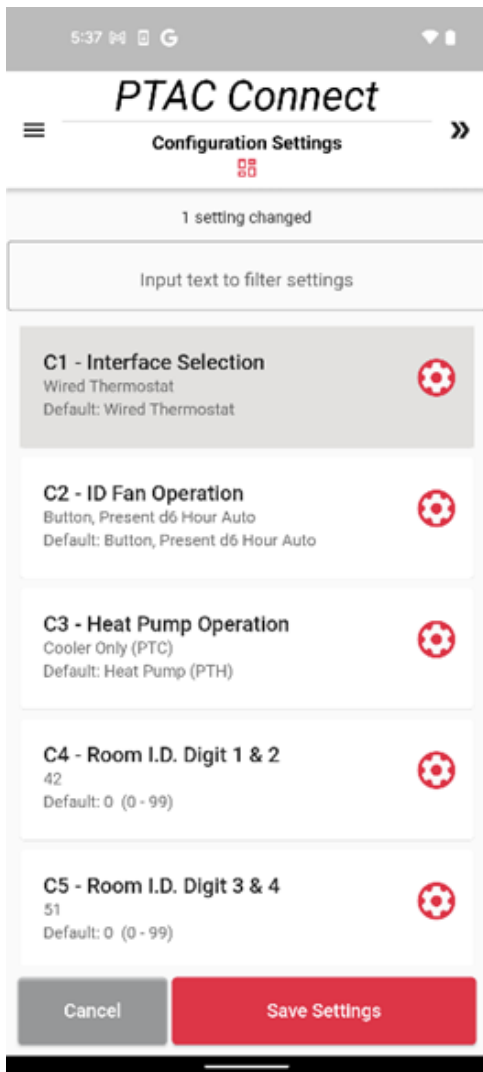 5:37
PTAC Connect
Configuration Settings
1 setting changed
Input text to filter settings
C1 - Interface Selection
Wired Thermostat
Default: Wired Thermostat
C2 - ID Fan Operation
Button, Present d6 Hour Auto
Default: Button, Present d6 Hour Auto
C3 - Heat Pump Operation
Cooler Only (PTC)
Default: Heat Pump (PTH)
C4 - Room I.D. Digit 1 & 2
42
Default: 0 (0 - 99)
C5 - Room I.D. Digit 3 & 4
51
Default: 0 (0 - 99)
Cancel
Save Settings